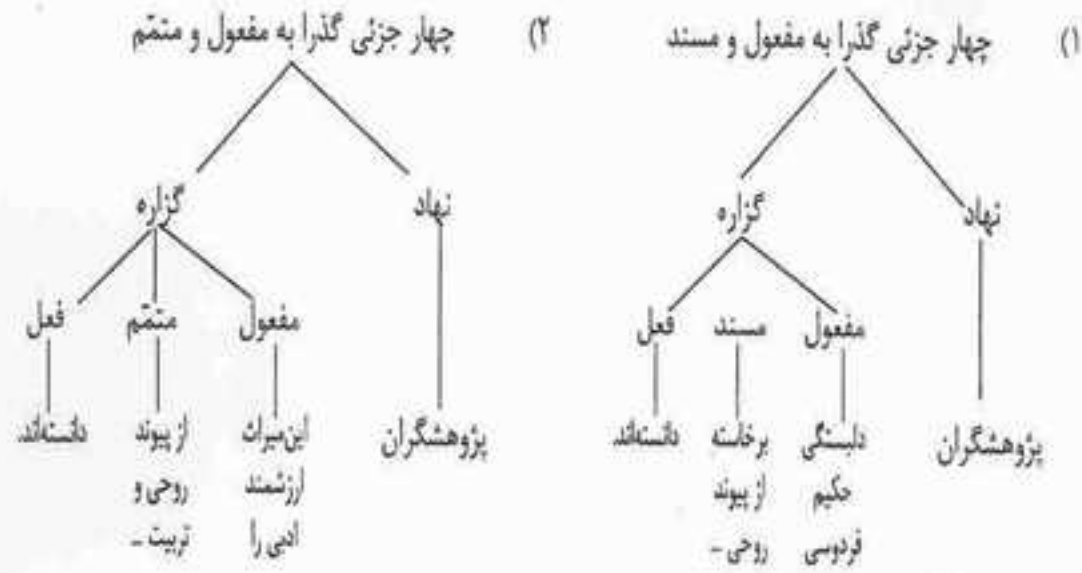 ۱) چهار جزئی گذرا به مفعول و مسند
نهاد
گزاره
مفعول
مسند
فعل
پژوهشگران
دلبستگی
حکیم
فردوسی
برخاسته
از پیوند
روحی ـ
دانسته‌اند.
۲) چهار جزئی گذرا به مفعول و متمّم
نهاد
گزاره
مفعول
متمّم
فعل
پژوهشگران
این میراث
ارزشمند
ادبی را
از پیوند
روحی و
تربیت ـ
دانسته‌اند.